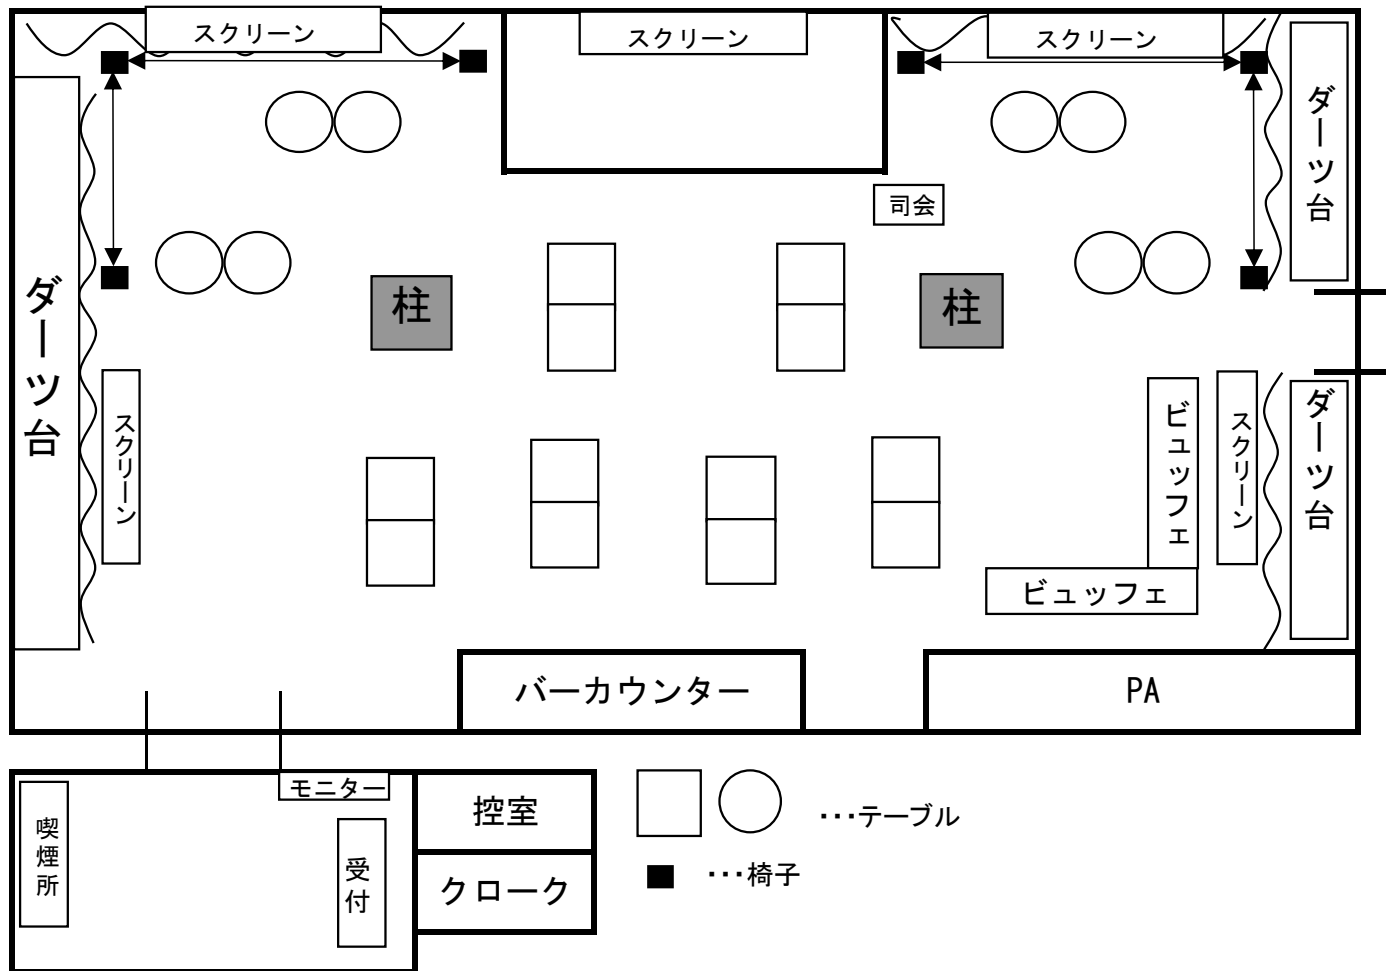 スクリーン
スクリーン
スクリーン
ダーツ台
司会
ダーツ台
柱
柱
スクリーン
ビュッフェ
スクリーン
ダーツ台
ビュッフェ
バーカウンター
PA
モニター
喫煙所
受付
控室
クローク
…テーブル
…椅子